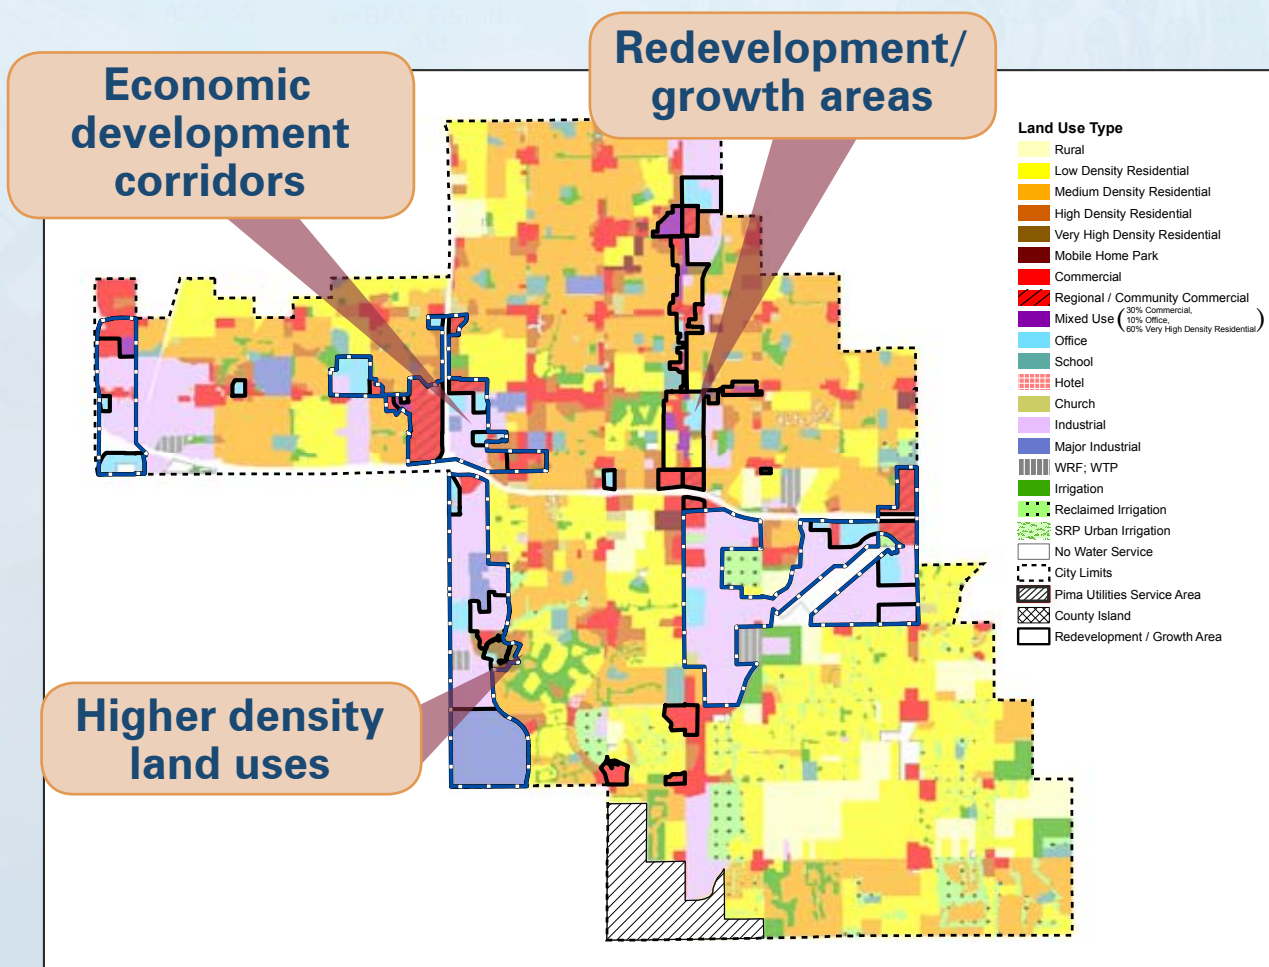 Economic
development
corridors
Redevelopment/
growth areas
Higher density
land uses
Land Use Type
Rural
Low Density Residential
Medium Density Residential
High Density Residential
Very High Density Residential
Mobile Home Park
Commercial
Regional / Community Commercial
Mixed Use (30% Commercial,
10% Office,
60% Very High Density Residential)
Office
School
Hotel
Church
Industrial
Major Industrial
WRF; WTP
Irrigation
Reclaimed Irrigation
SRP Urban Irrigation
No Water Service
City Limits
Pima Utilities Service Area
County Island
Redevelopment / Growth Area